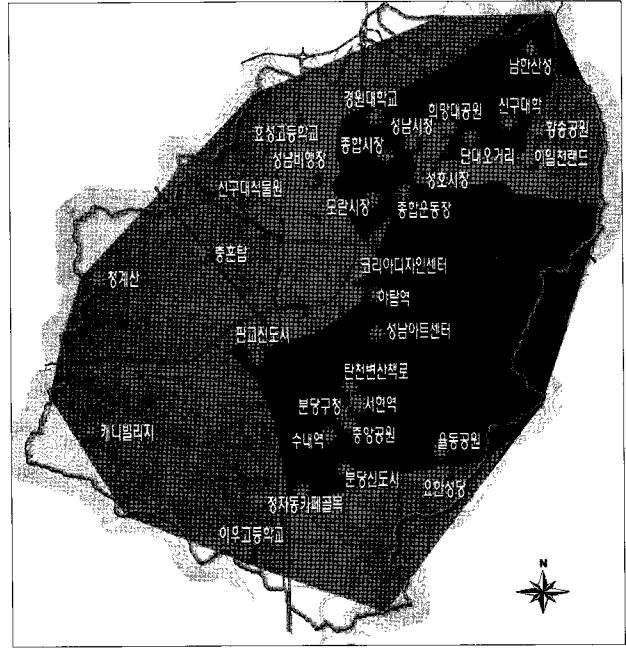 남한산성
경원대학교
희망대공원
신구대학
효성고등학교
종합시장
성남시청
황송공원
성남비행장
단대오거리
이일천랜드
신구대식물원
성호시장
모란시장
종합운동장
충혼탑
코리아디자인센터
청계산
야탑역
판교신도시
성남아트센터
탄천변산책로
분당구청
서현역
캐니빌리지
수내역
중앙공원
율동공원
분당신도시
요한성당
정자동카페골목
이우고등학교
N